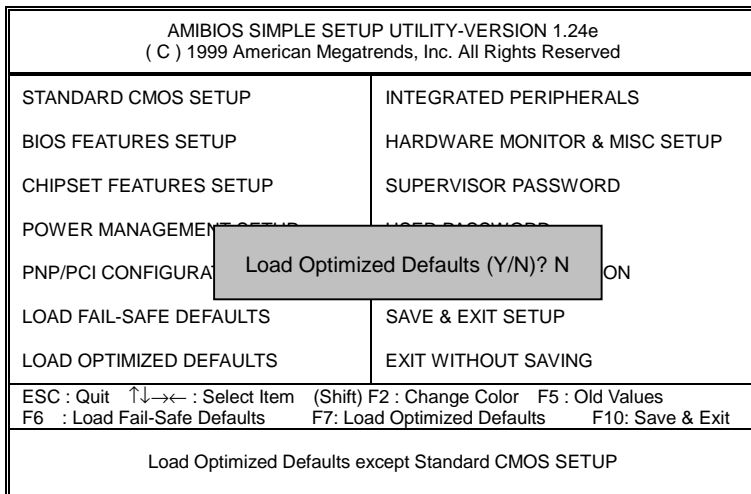 AMIBIOS SIMPLE SETUP UTILITY-VERSION 1.24e
( C ) 1999 American Megatrends, Inc. All Rights Reserved
STANDARD CMOS SETUP
BIOS FEATURES SETUP
CHIPSET FEATURES SETUP
POWER MANAGEMENT SETUP
PNP/PCI
LOAD FAIL-SAFE DEFAULTS
LOAD OPTIMIZED DEFAULTS
INTEGRATED PERIPHERALS
HARDWARE MONITOR & MISC SETUP
SUPERVISOR PASSWORD
USER PASSWORD
SAVE & EXIT SETUP
EXIT WITHOUT SAVING
Load Optimized Defaults (Y/N)? N
ESC : Quit ↑↓→← : Select Item (Shift) F2 : Change Color F5 : Old Values
F6 : Load Fail-Safe Defaults F7: Load Optimized Defaults F10: Save & Exit
Load Optimized Defaults except Standard CMOS SETUP